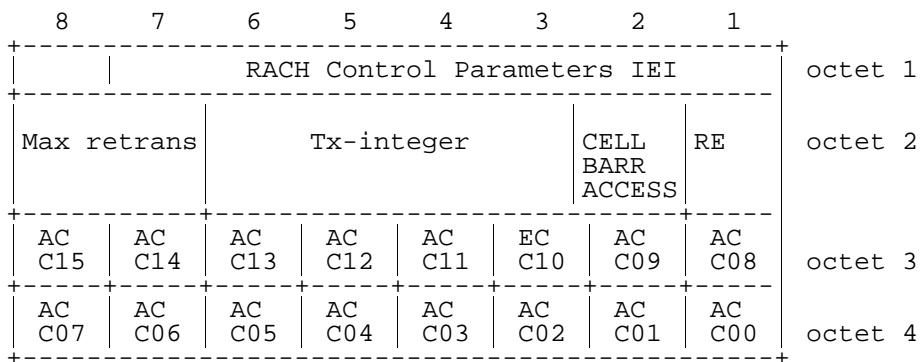 8 7 6 5 4 3 2 1
RACH Control Parameters IEI octet 1
Max retrans Tx-integer CELL RE octet 2
BARR
ACCESS
AC AC AC AC AC EC AC AC
C15 C14 C13 C12 C11 C10 C09 C08 octet 3
AC AC AC AC AC AC AC AC
C07 C06 C05 C04 C03 C02 C01 C00 octet 4